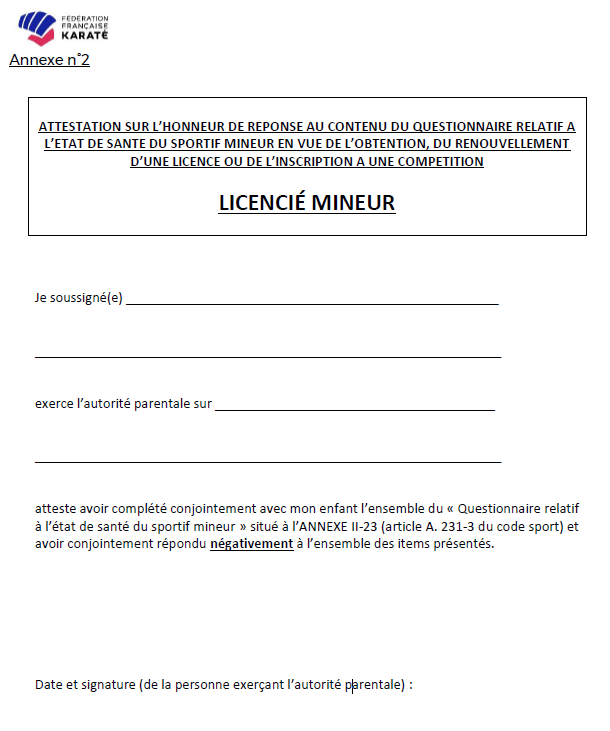 FÉDÉRATION
FRANÇAISE
KARATÉ
Annexe n°2
ATTESTATION SUR L’HONNEUR DE REPONSE AU CONTENU DU QUESTIONNAIRE RELATIF A
L’ETAT DE SANTE DU SPORTIF MINEUR EN VUE DE L’OBTENTION, DU RENOUVELLEMENT
D’UNE LICENCE OU DE L’INSCRIPTION A UNE COMPETITION
LICENCIÉ MINEUR
Je soussigné(e)
exerce l’autorité parentale sur
atteste avoir complété conjointement avec mon enfant l’ensemble du « Questionnaire relatif
à l’état de santé du sportif mineur » situé à l’ANNEXE II-23 (article A. 231-3 du code sport) et
avoir conjointement répondu négativement à l’ensemble des items présentés.
Date et signature (de la personne exerçant l’autorité parentale) :